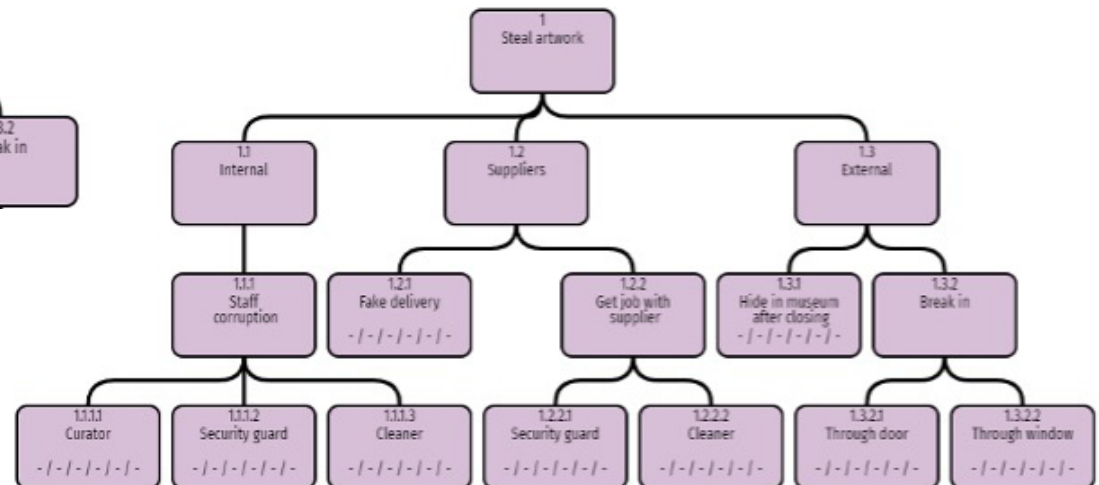 1
Steal artwork
3.2
ak in
1.1
Internal
1.2
Suppliers
1.3
External
1.1.1
Staff
corruption
1.2.1
Fake delivery
- / - / - / - / - / -
1.2.2
Get job with
supplier
1.3.1
Hide in museum
after closing
- / - / - / - / - / -
1.3.2
Break in
1.1.1.1
Curator
- / - / - / - / - / -
1.1.1.2
Security guard
- / - / - / - / - / -
1.1.1.3
Cleaner
- / - / - / - / - / -
1.2.2.1
Security guard
- / - / - / - / - / -
1.2.2.2
Cleaner
- / - / - / - / - / -
1.3.2.1
Through door
- / - / - / - / - / -
1.3.2.2
Through window
- / - / - / - / - / -